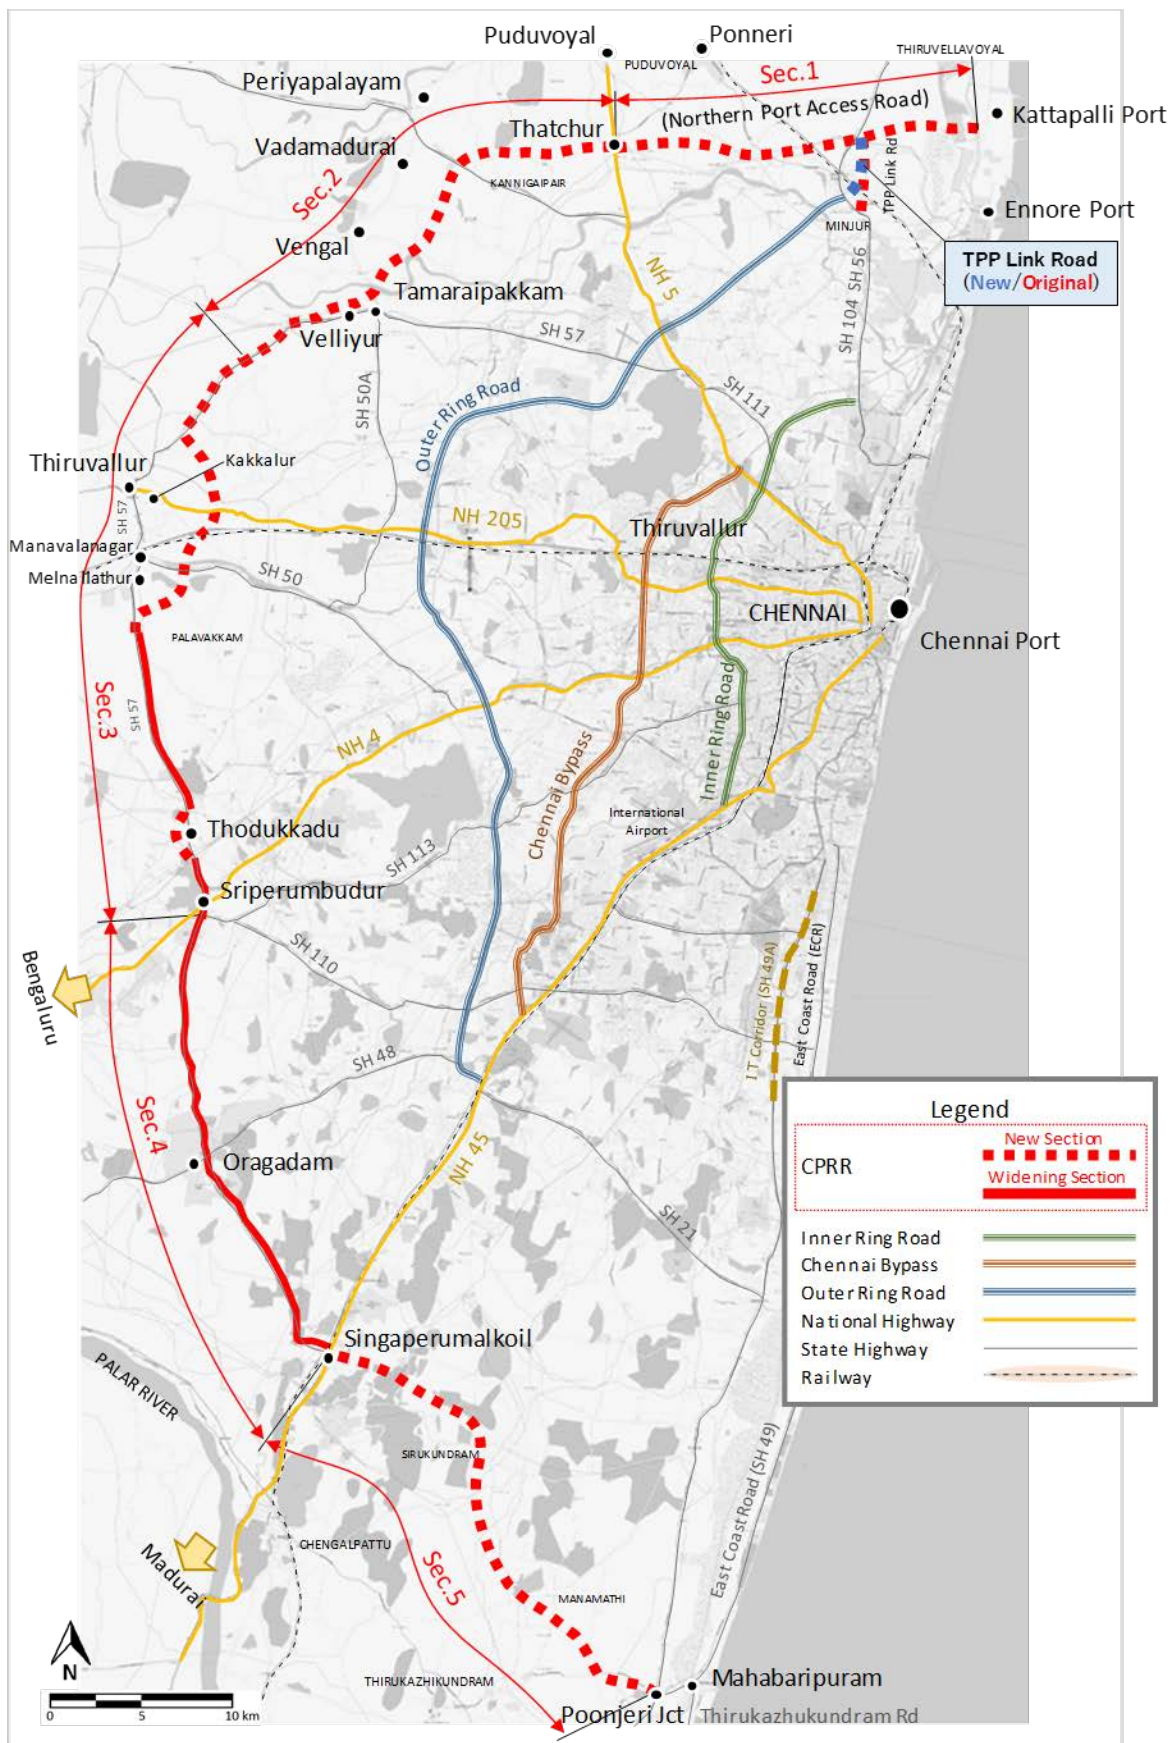 Puduvoyal
Ponneri
THIRUVELLAVOYAL
PUDUVOYAL
Sec.1
Periyapalayam
(Northern Port Access Road)
Kattapalli Port
Thatchur
Vadamadurai
KANNIGAIPAIR
TPP Link Rd
Sec.2
Ennore Port
MINJUR
Vengal
TPP Link Road
(New/Original)
NH 5
SH 56
Tamaraipakkam
SH 104
Velliyur
SH 57
SH 50A
SH 111
Outer Ring Road
Thiruvallur
Kakkalur
SH 57
NH 205
Thiruvallur
Manavalanagar
SH 50
Melnallathur
CHENNAI
PALAVAKKAM
Chennai Port
Sec.3
SH 57
Inner Ring Road
NH 4
Chennai Bypass
International
Airport
Thodukkadu
SH 113
Sriperumbudur
SH 110
I T Corridor (SH 49A)
East Coast Road (ECR)
Bengaluru
SH 48
Sec.4
Legend
New Section
CPRR
Widening Section
Oragadam
NH 45
SH 21
Inner Ring Road
Chennai Bypass
Outer Ring Road
National Highway
State Highway
Railway
Singaperumalkoil
PALAR RIVER
SIRUKUNDRAM
East Coast Road (SH 49)
CHENGALPATTU
Madurai
Sec.5
MANAMATHI
N
THIRUKAZHIKUNDRAM
Mahabaripuram
Poonjeri Jct
Thirukazhukundram Rd
0 5 10 km